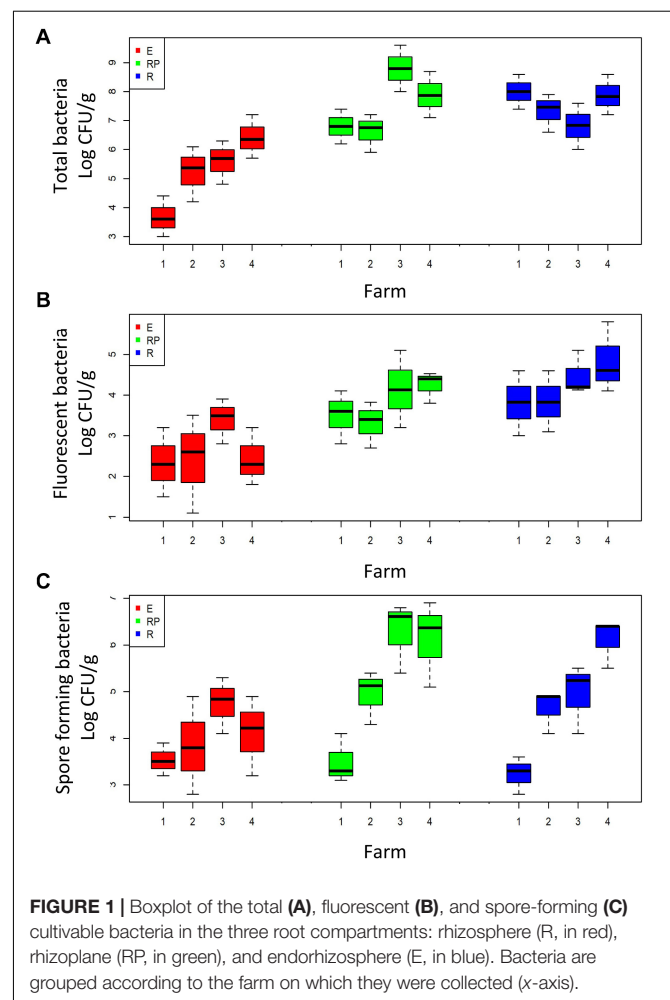 A
E
RP
R
Total bacteria
Log CFU/g
9
8
7
6
5
4
3
1 2 3 4 1 2 3 4 1 2 3 4
Farm
B
E
RP
R
Fluorescent bacteria
Log CFU/g
5
4
3
2
1
1 2 3 4 1 2 3 4 1 2 3 4
Farm
C
E
RP
R
Spore forming bacteria
Log CFU/g
7
6
5
4
3
1 2 3 4 1 2 3 4 1 2 3 4
Farm
FIGURE 1 | Boxplot of the total (A), fluorescent (B), and spore-forming (C)
cultivable bacteria in the three root compartments: rhizosphere (R, in red),
rhizoplane (RP, in green), and endorhizosphere (E, in blue). Bacteria are
grouped according to the farm on which they were collected (x-axis).